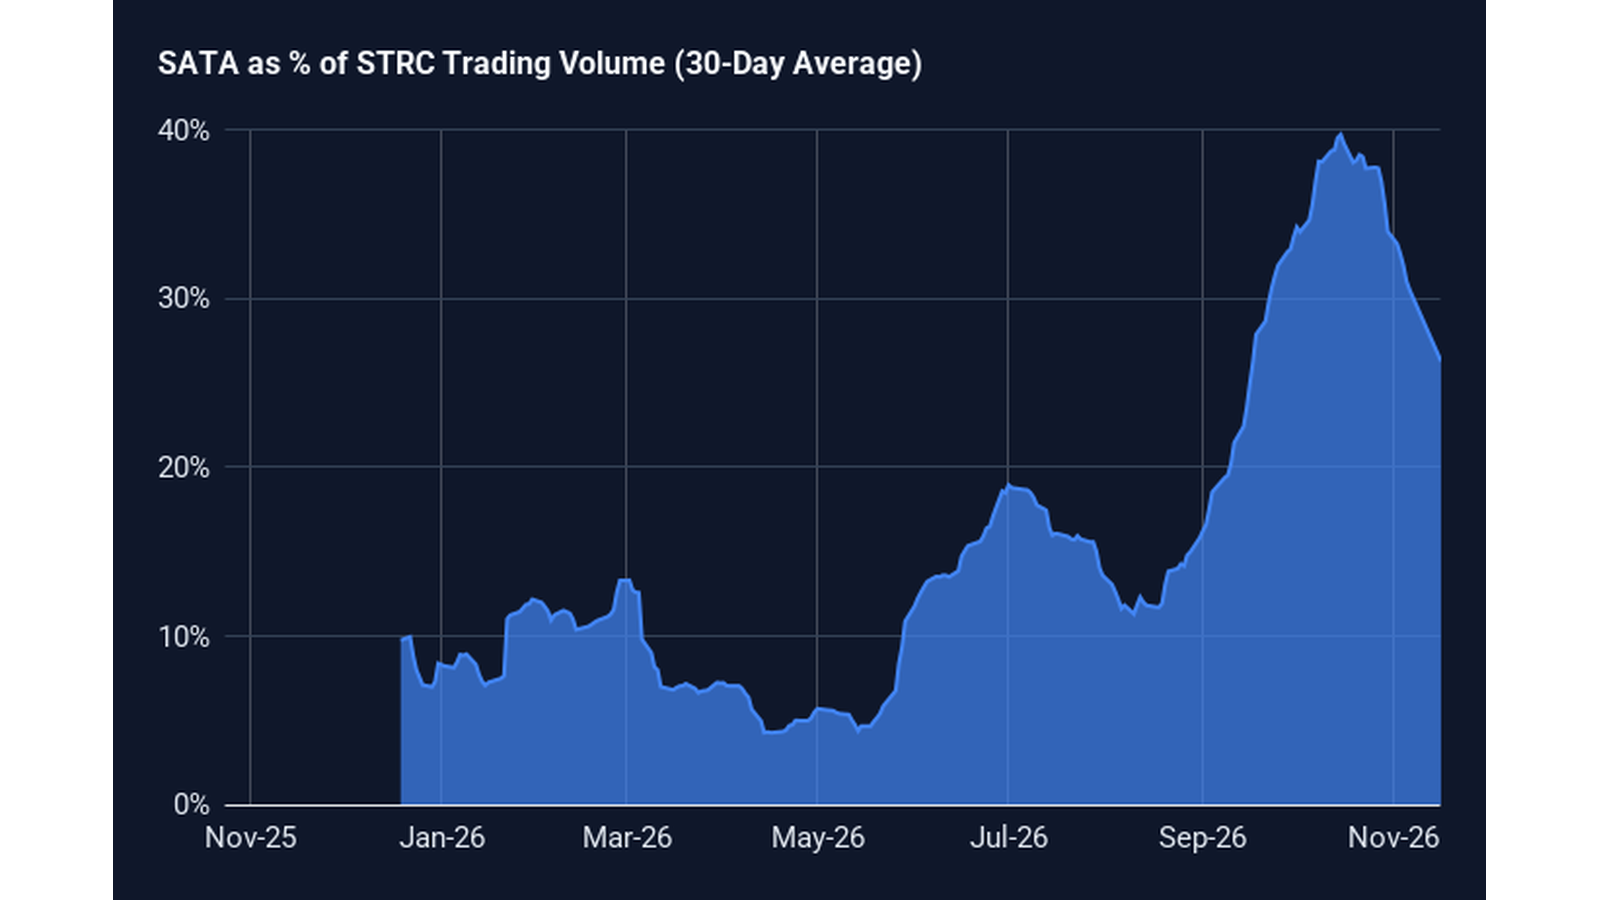 SATA as % of STRC Trading Volume (30-Day Average)
40%
30%
20%
10%
0%
Nov-25 Jan-26 Mar-26 May-26 Jul-26 Sep-26 Nov-26